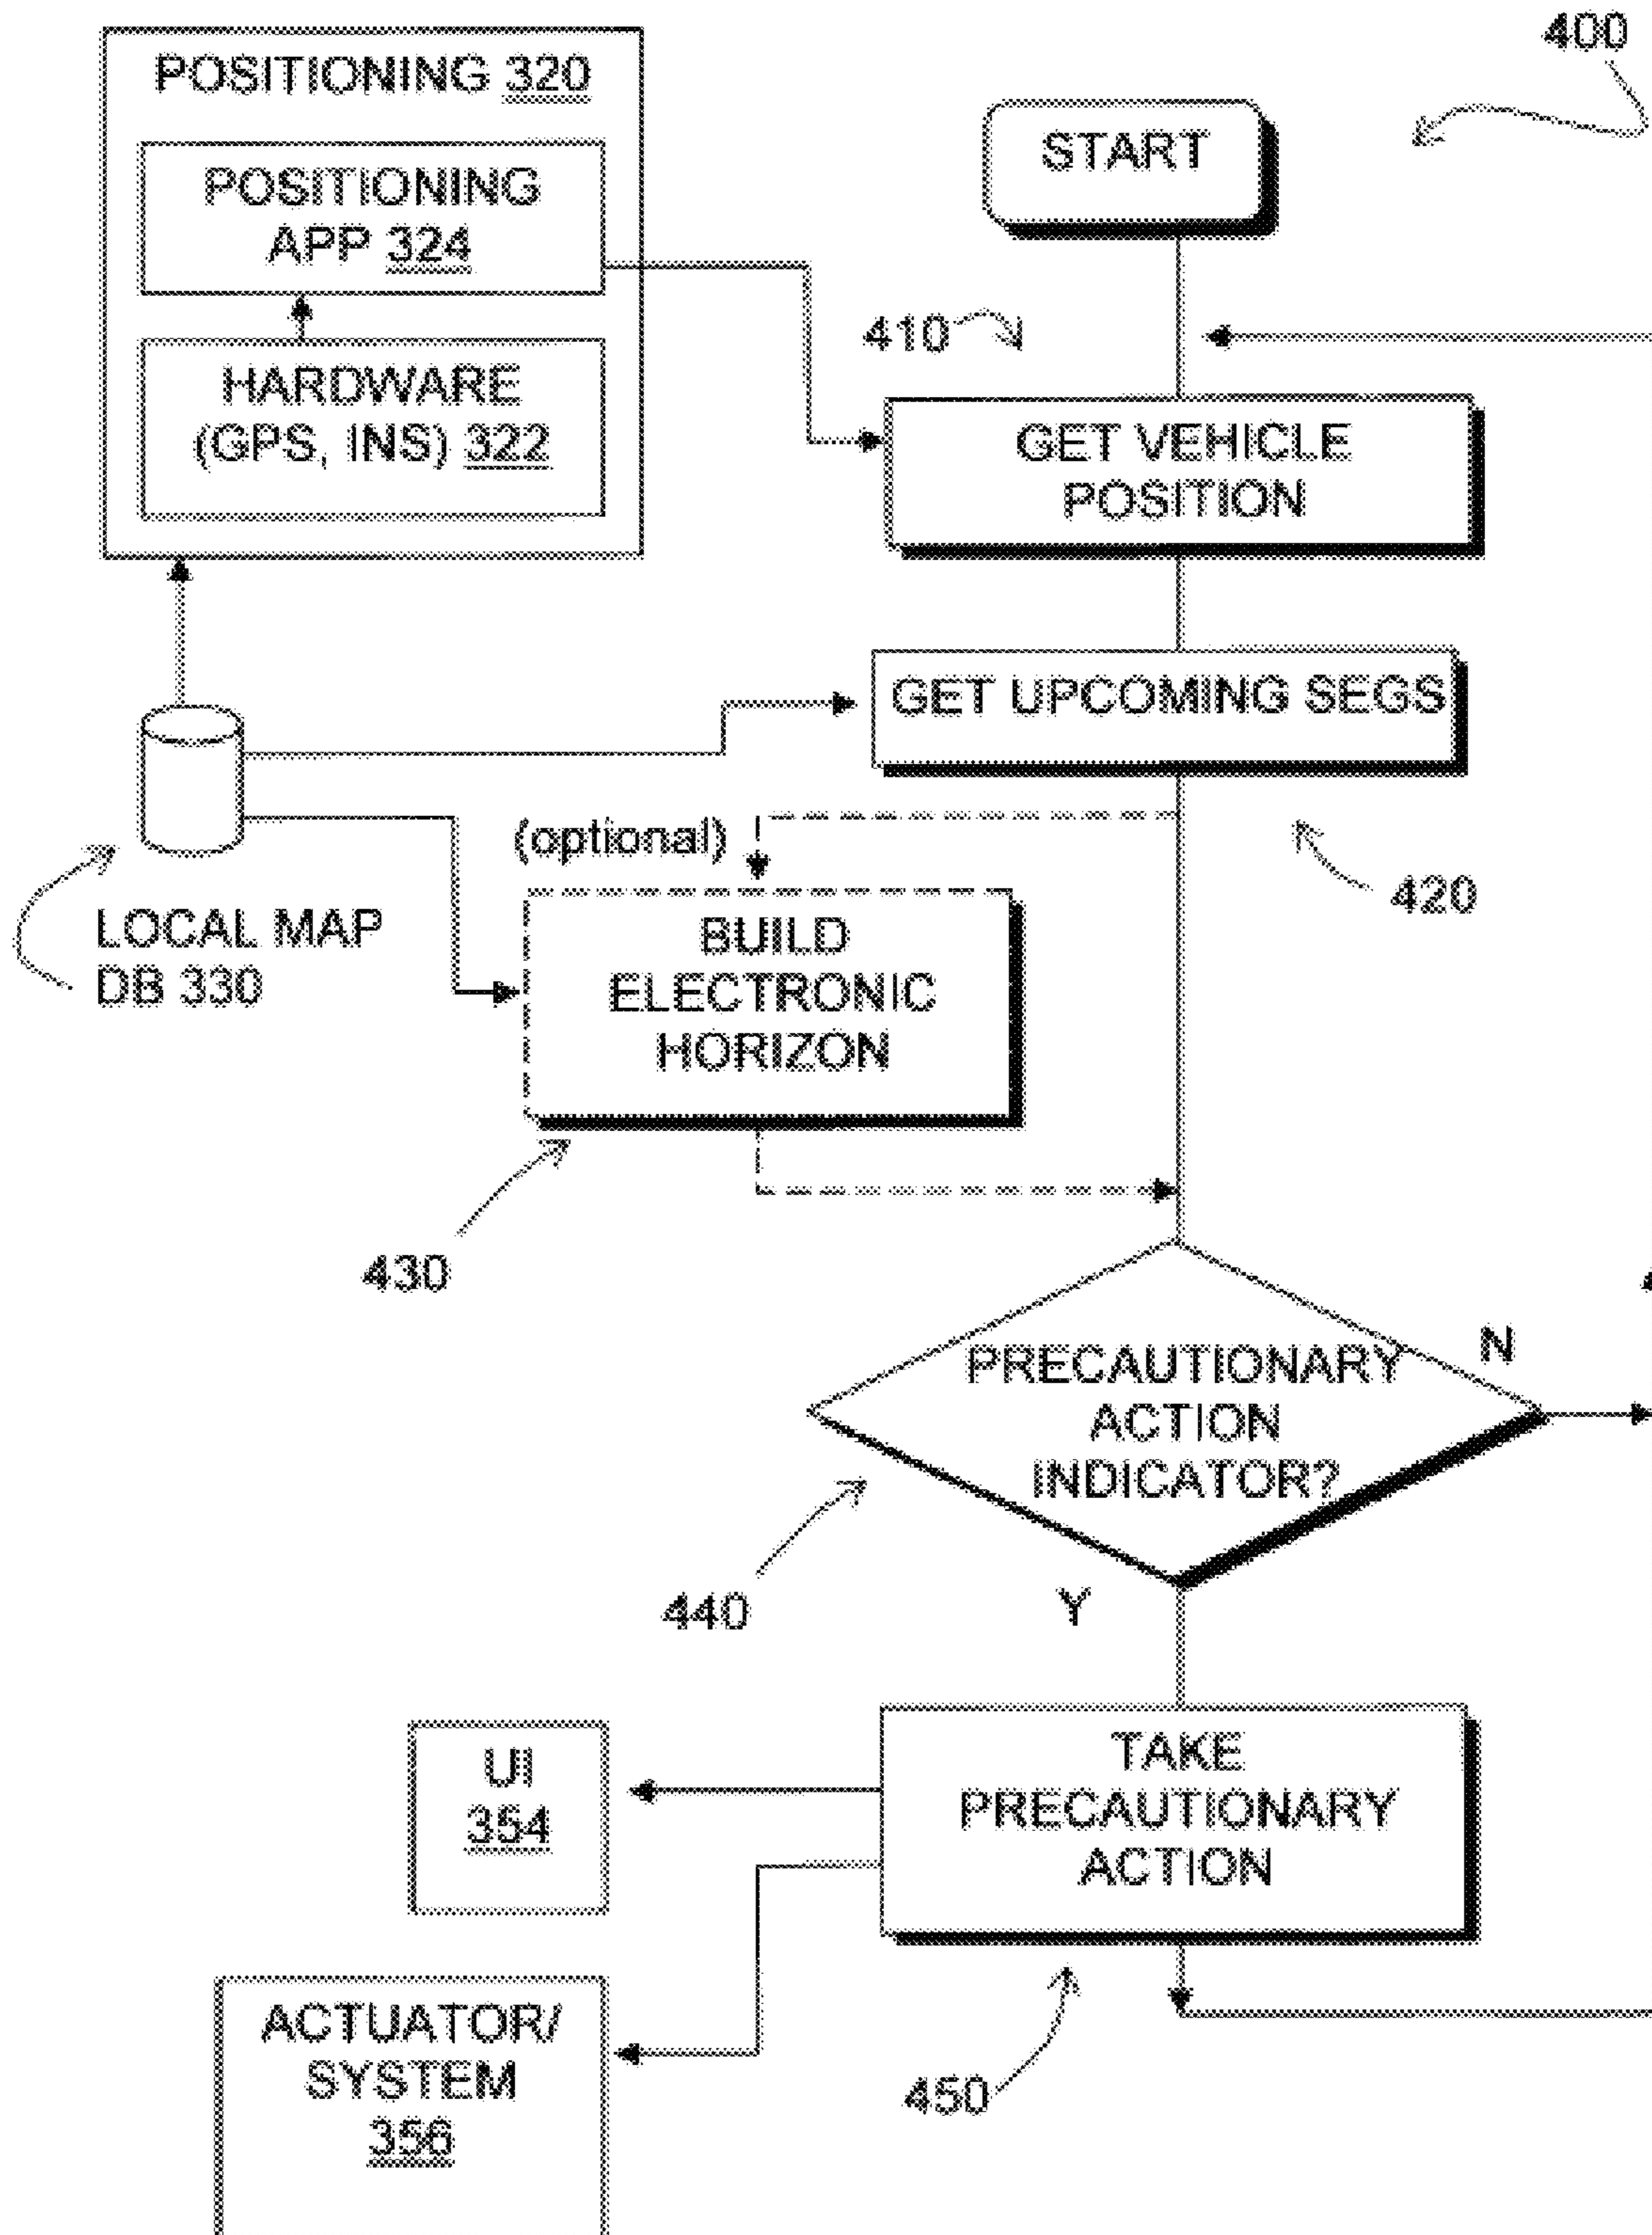 400
POSITIONING 320
POSITIONING
APP 324
HARDWARE
(GPS, INS) 322
START
410
GET VEHICLE
POSITION
GET UPCOMING SEGS
420
LOCAL MAP
DB 330
(optional)
BUILD
ELECTRONIC
HORIZON
430
PRECAUTIONARY
ACTION
INDICATOR?
N
440
Y
TAKE
PRECAUTIONARY
ACTION
UI
354
ACTUATOR/
SYSTEM
356
450